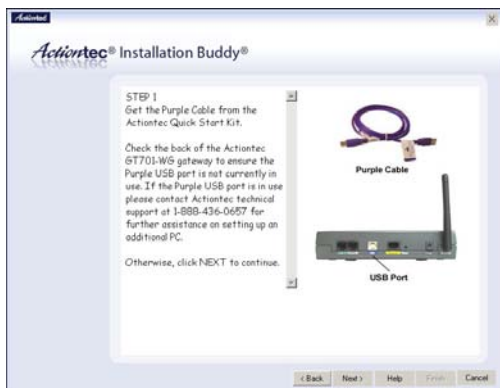 Actiontec
Actiontec® Installation Buddy®
STEP 1
Get the Purple Cable from the
Actiontec Quick Start Kit.
Check the back of the Actiontec
GT701-WG gateway to ensure the
Purple USB port is not currently in
use. If the Purple USB port is in use
please contact Actiontec technical
support at 1-888-436-0657 for
further assistance on setting up an
additional PC.
Otherwise, click NEXT to continue.
Purple Cable
USB Port
< Back Next > Help Finish Cancel